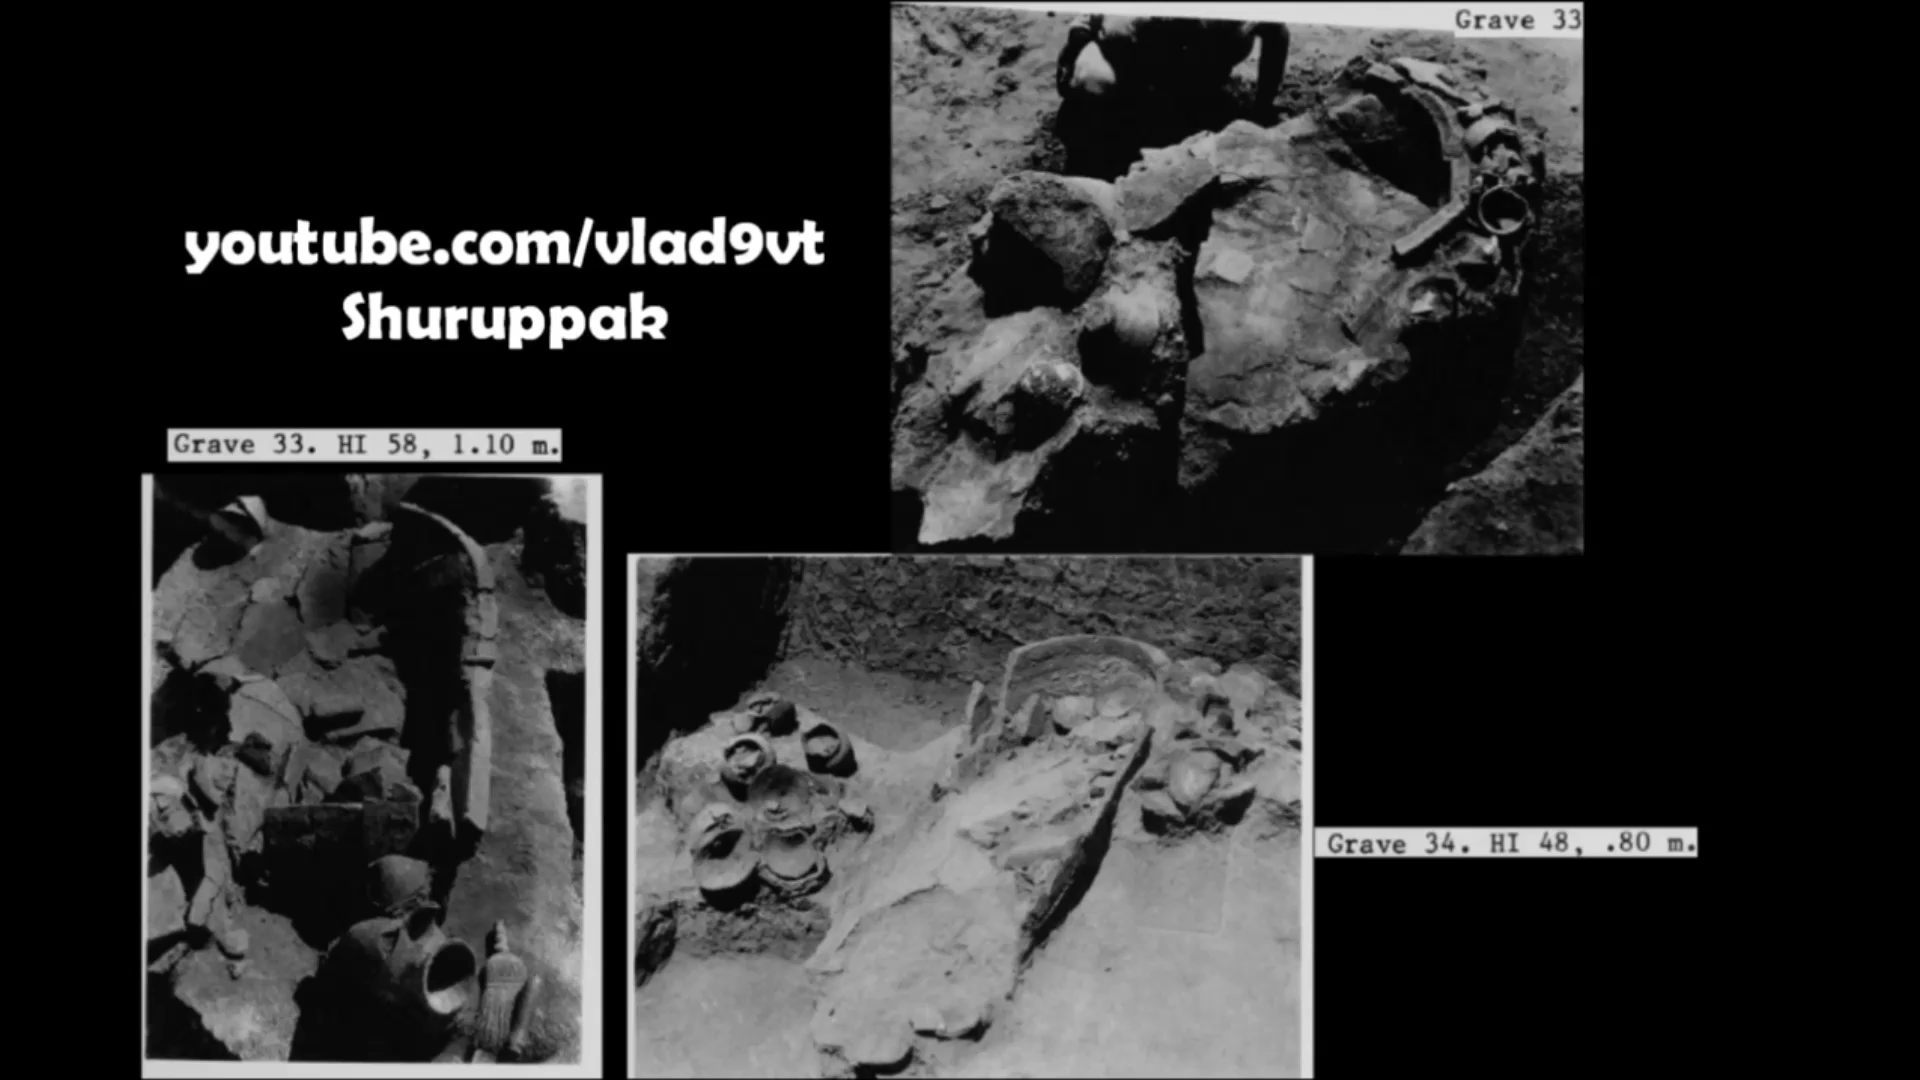 Grave 33
youtube.com/vlad9vt
Shuruppak
Grave 33. HI 58, 1.10 m.
Grave 34. HI 48, .80 m.